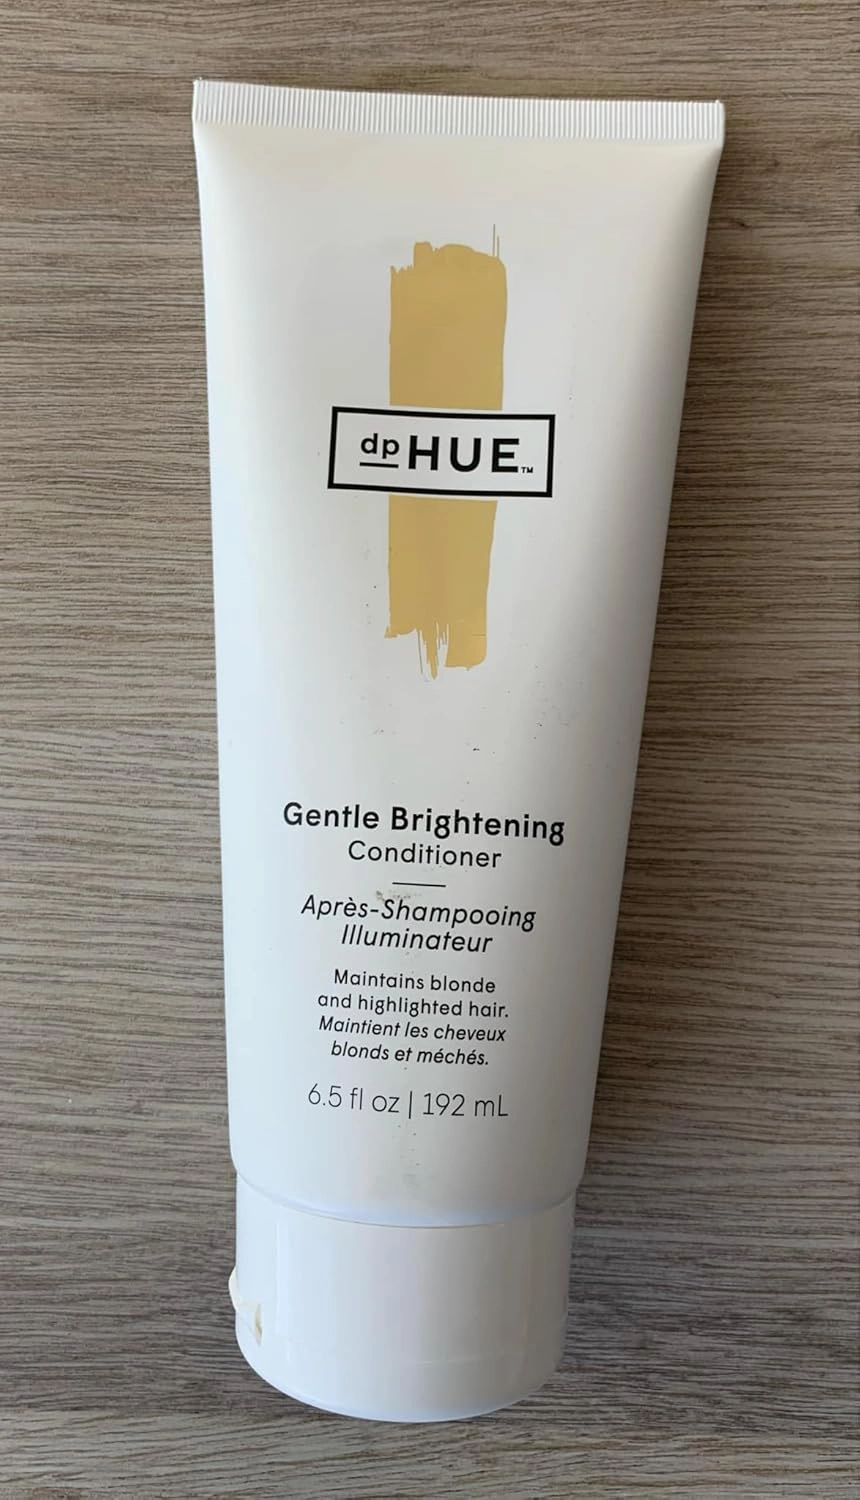 dpHUE™
Gentle Brightening
Conditioner
Après-Shampooing
Illuminateur
Maintains blonde
and highlighted hair.
Maintient les cheveux
blonds et méchés.
6.5 fl oz | 192 mL